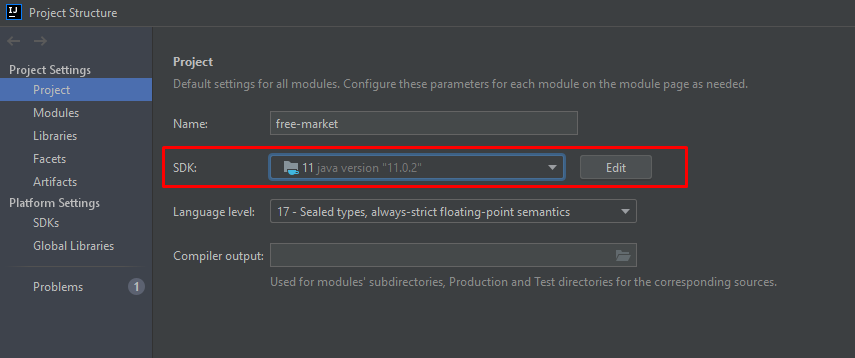 Project Structure
Project Settings
Project
Modules
Libraries
Facets
Artifacts
Platform Settings
SDKs
Global Libraries
Problems 1
Project
Default settings for all modules. Configure these parameters for each module on the module page as needed.
Name: free-market
SDK: 11 java version "11.0.2" Edit
Language level: 17 - Sealed types, always-strict floating-point semantics
Compiler output:
Used for modules' subdirectories, Production and Test directories for the corresponding sources.